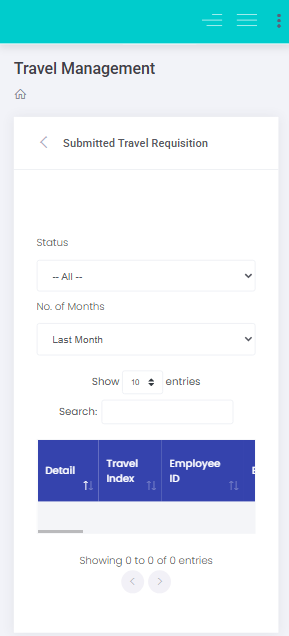 Travel Management
Submitted Travel Requisition
Status
-- All --
No. of Months
Last Month
Show 10 entries
Search:
Detail
Travel
Index
Employee
ID
Showing 0 to 0 of 0 entries